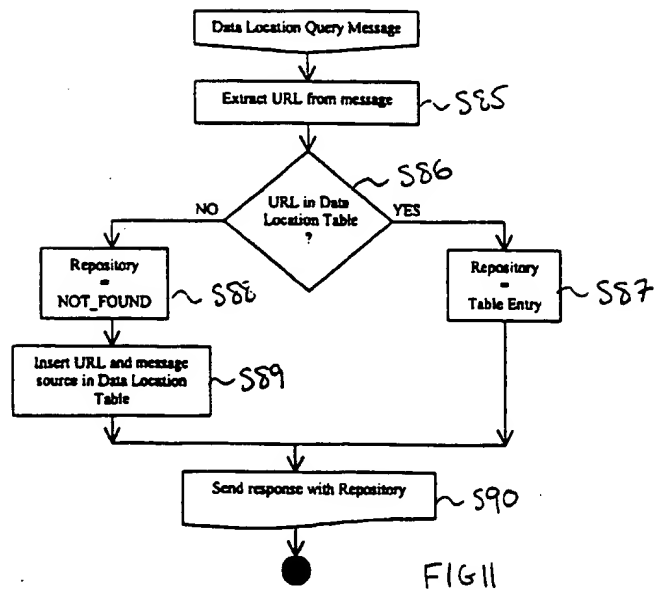 Data Location Query Message
Extract URL from message
S85
S86
URL in Data
Location Table
?
NO
YES
Repository
=
NOT_FOUND
S88
Repository
=
Table Entry
S87
Insert URL and message
source in Data Location
Table
S89
Send response with Repository
S90
FIG11